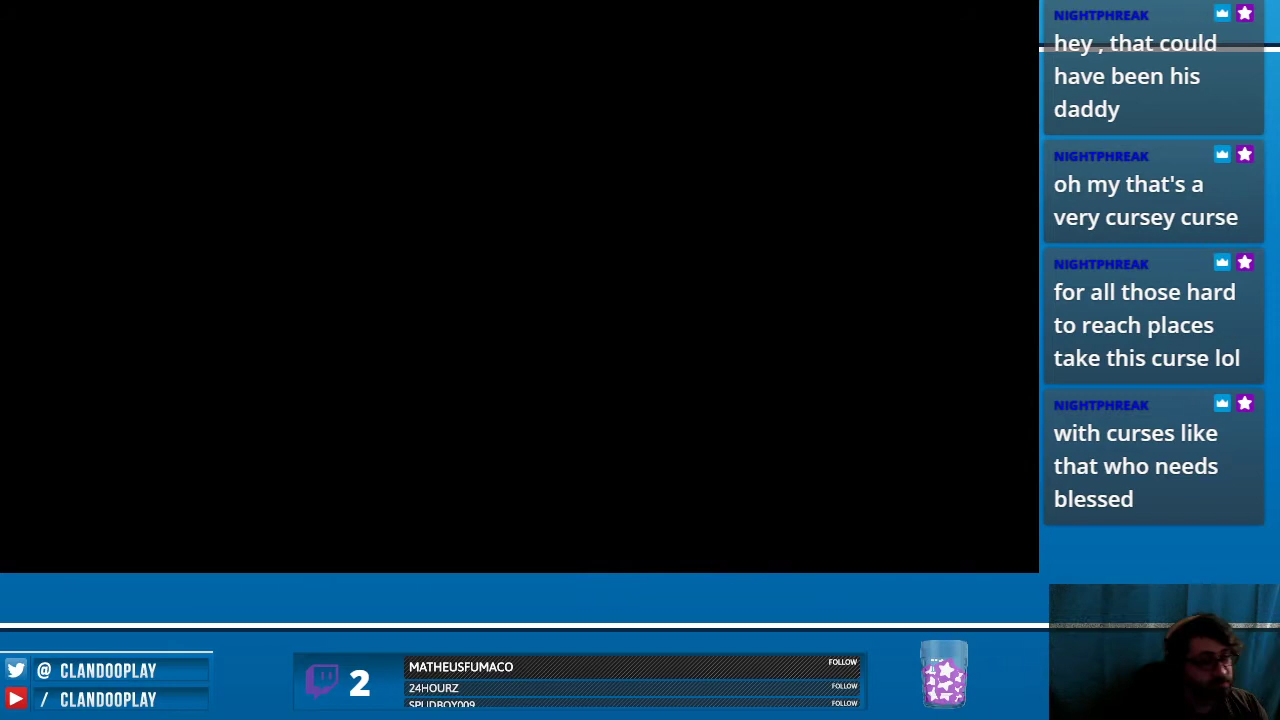 NIGHTPHREAK
hey , that could
have been his
daddy
NIGHTPHREAK
oh my that's a
very cursey curse
NIGHTPHREAK
for all those hard
to reach places
take this curse lol
NIGHTPHREAK
with curses like
that who needs
blessed
@ CLANDOOPLAY
/ CLANDOOPLAY
2
MATHEUSFUMACO FOLLOW
24HOURZ FOLLOW
SPUDBOY009 FOLLOW